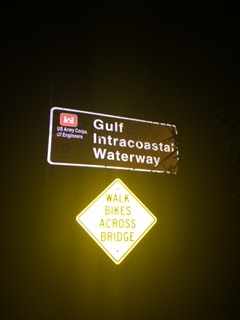 US Army Corps
Of Engineers
Gulf
Intracoastal
Waterway
WALK
BIKES
ACROSS
BRIDGE